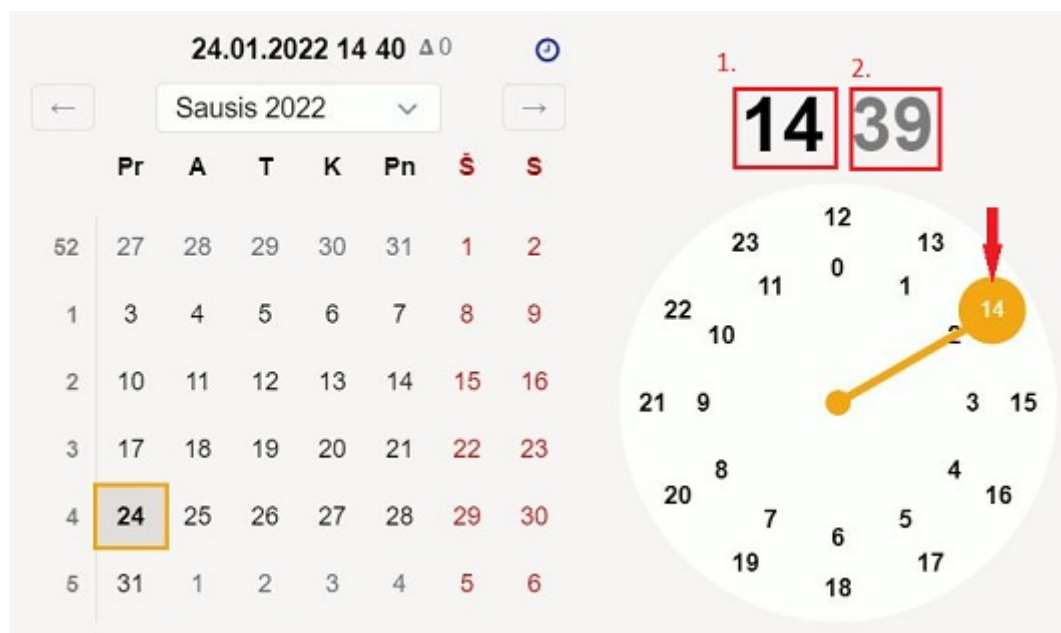 24.01.2022 14 40 Δ 0
← Sausis 2022 →
Pr A T K Pn Š S
52 27 28 29 30 31 1 2
1 3 4 5 6 7 8 9
2 10 11 12 13 14 15 16
3 17 18 19 20 21 22 23
4 24 25 26 27 28 29 30
5 31 1 2 3 4 5 6
1. 2.
14 39
12
23 13
0
11 1
22 14
10 2
21 9 3 15
8 4
20 16
7 5
6
19 17
18